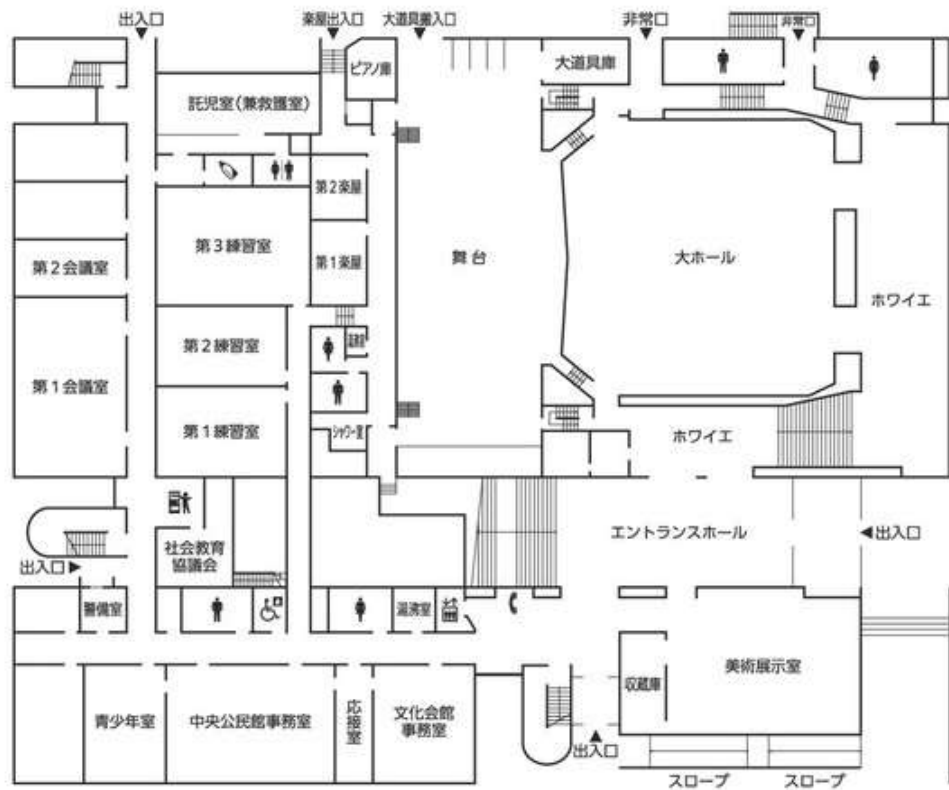 出入口
楽屋出入口
大道具搬入口
非常口
非常口
ピアノ庫
大道具庫
託児室(兼救護室)
第2楽屋
第3練習室
第1楽屋
舞台
大ホール
第2会議室
ホワイエ
第2練習室
湯沸室
第1会議室
第1練習室
シャワー室
ホワイエ
社会教育
協議会
エントランスホール
出入口
出入口
警備室
湯沸室
美術展示室
収蔵庫
青少年室
中央公民館事務室
応接室
文化会館
事務室
出入口
スロープ
スロープ